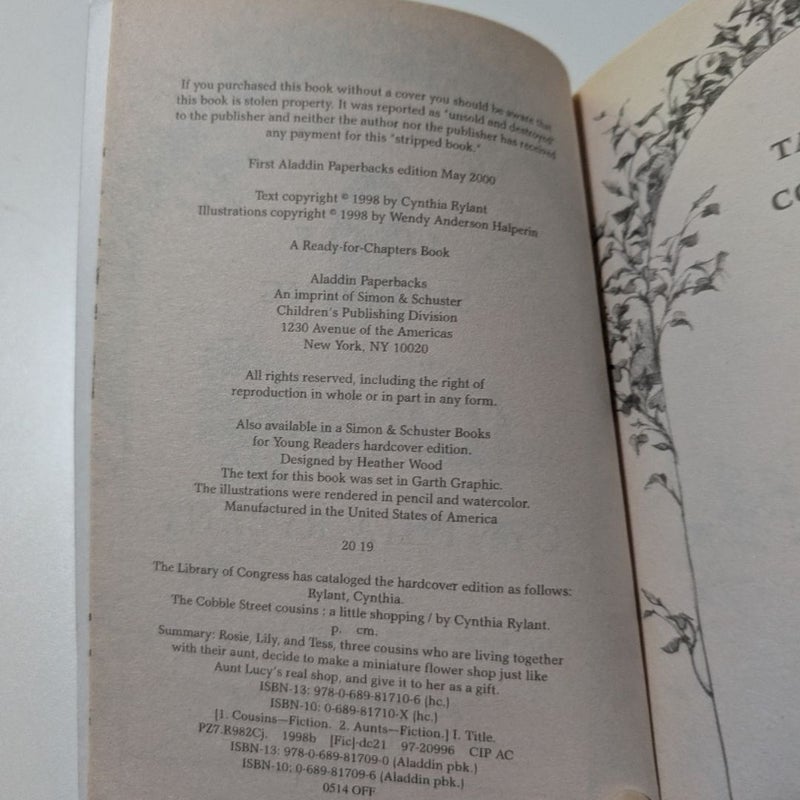 If you purchased this book without a cover you should be aware that
this book is stolen property. It was reported as "unsold and destroyed"
to the publisher and neither the author nor the publisher has received
any payment for this "stripped book."
First Aladdin Paperbacks edition May 2000
Text copyright © 1998 by Cynthia Rylant
Illustrations copyright © 1998 by Wendy Anderson Halperin
A Ready-for-Chapters Book
Aladdin Paperbacks
An imprint of Simon & Schuster
Children's Publishing Division
1230 Avenue of the Americas
New York, NY 10020
All rights reserved, including the right of
reproduction in whole or in part in any form.
Also available in a Simon & Schuster Books
for Young Readers hardcover edition.
Designed by Heather Wood
The text for this book was set in Garth Graphic.
The illustrations were rendered in pencil and watercolor.
Manufactured in the United States of America
20 19
The Library of Congress has cataloged the hardcover edition as follows:
Rylant, Cynthia.
The Cobble Street cousins : a little shopping / by Cynthia Rylant.
p. cm.
Summary: Rosie, Lily, and Tess, three cousins who are living together
with their aunt, decide to make a miniature flower shop just like
Aunt Lucy's real shop, and give it to her as a gift.
ISBN-13: 978-0-689-81710-6 (hc.)
ISBN-10: 0-689-81710-X (hc.)
[1. Cousins—Fiction. 2. Aunts—Fiction.] I. Title.
PZ7.R982Cj. 1998b [Fic]-dc21 97-20996 CIP AC
ISBN-13: 978-0-689-81709-0 (Aladdin pbk.)
ISBN-10: 0-689-81709-6 (Aladdin pbk.)
0514 OFF